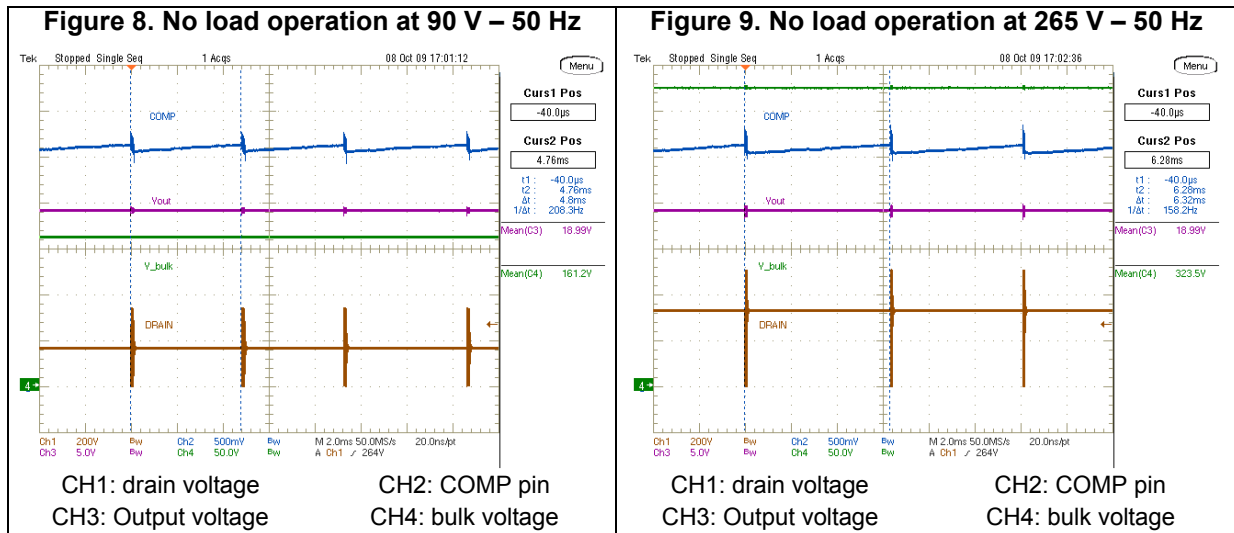 Figure 8. No load operation at 90 V – 50 Hz
Tek Stopped Single Seq 1 Acqs 08 Oct 09 17:01:12
Menu
COMP
Vout
V_bulk
DRAIN
4
Curs1 Pos
-40.0µs
Curs2 Pos
4.76ms
t1 : -40.0µs
t2 : 4.76ms
Δt : 4.8ms
1/Δt : 208.3Hz
Mean(C3) 18.99V
Mean(C4) 161.2V
Ch1 200V Bw Ch2 500mV Bw M 2.0ms 50.0MS/s 20.0ns/pt
Ch3 5.0V Bw Ch4 50.0V Bw A Ch1 ∕ 264V
CH1: drain voltage CH2: COMP pin
CH3: Output voltage CH4: bulk voltage
Figure 9. No load operation at 265 V – 50 Hz
Tek Stopped Single Seq 1 Acqs 08 Oct 09 17:02:36
Menu
COMP
Vout
V_bulk
DRAIN
4
Curs1 Pos
-40.0µs
Curs2 Pos
6.28ms
t1 : -40.0µs
t2 : 6.28ms
Δt : 6.32ms
1/Δt : 158.2Hz
Mean(C3) 18.99V
Mean(C4) 323.5V
Ch1 200V Bw Ch2 500mV Bw M 2.0ms 50.0MS/s 20.0ns/pt
Ch3 5.0V Bw Ch4 50.0V Bw A Ch1 ∕ 264V
CH1: drain voltage CH2: COMP pin
CH3: Output voltage CH4: bulk voltage